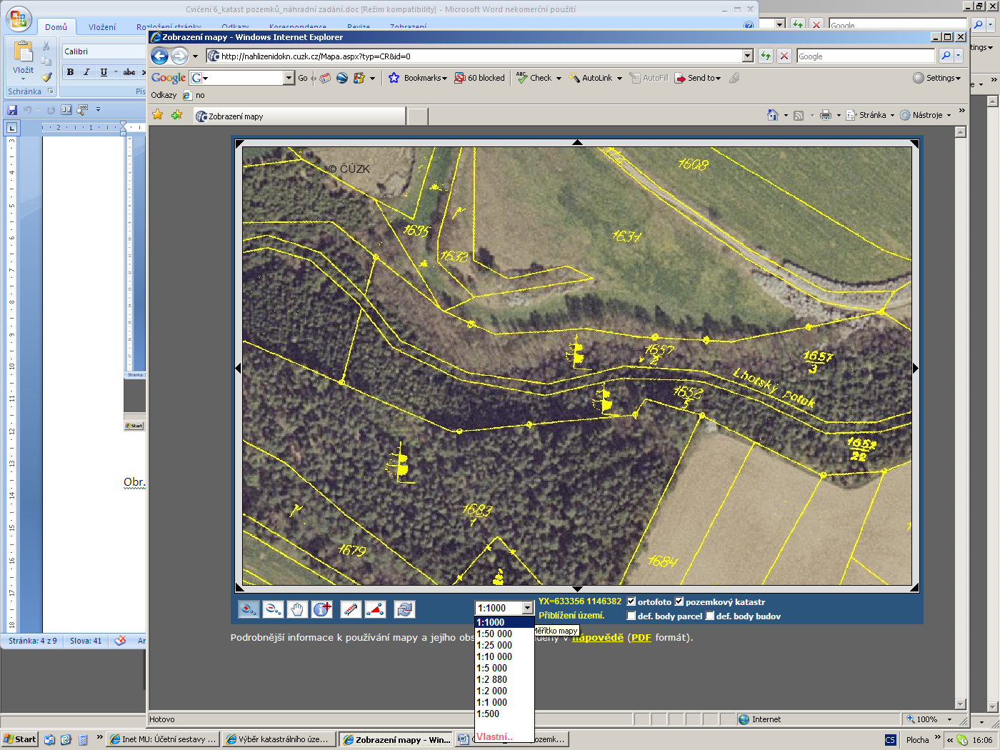 Cvičení 6_katast pozemků_náhradní zadání.doc [Režim kompatibility] - Microsoft Word nekomerční použití
Domů Vložení Rozložení stránky Odkazy Korespondence Revize Zobrazení
Calibri
Vložit
B I U abc
Schránka
Pís
Zobrazení mapy - Windows Internet Explorer
http://nahlizenidokn.cuzk.cz/Mapa.aspx?typ=CR&id=0
Google
Google
Google G Go Bookmarks 60 blocked Check AutoLink AutoFill Send to Settings
Odkazy no
Zobrazení mapy
Stránka Nástroje
© ČÚZK
1608
1635
1632
1631
1657
2
1657
3
Lhotský potok
1652
5
1652
22
1683
1
1679
1684
1:1000
YX=633356 1146382
ortofoto
pozemkový katastr
Přiblížení území.
def. body parcel
def. body budov
Měřítko mapy
1:1000
1:50 000
1:25 000
1:10 000
1:5 000
1:2 880
1:2 000
1:1 000
1:500
Vlastní..
Podrobnější informace k používání mapy a jejího obs
v nápovědě (PDF formát).
Obr.
Stránka: 4 z 9 Slova: 41
Hotovo
Internet
100%
Start
Inet MU: Účetní sestavy ...
Výběr katastrálního úze...
Zobrazení mapy - Win...
CS
Plocha
16:06